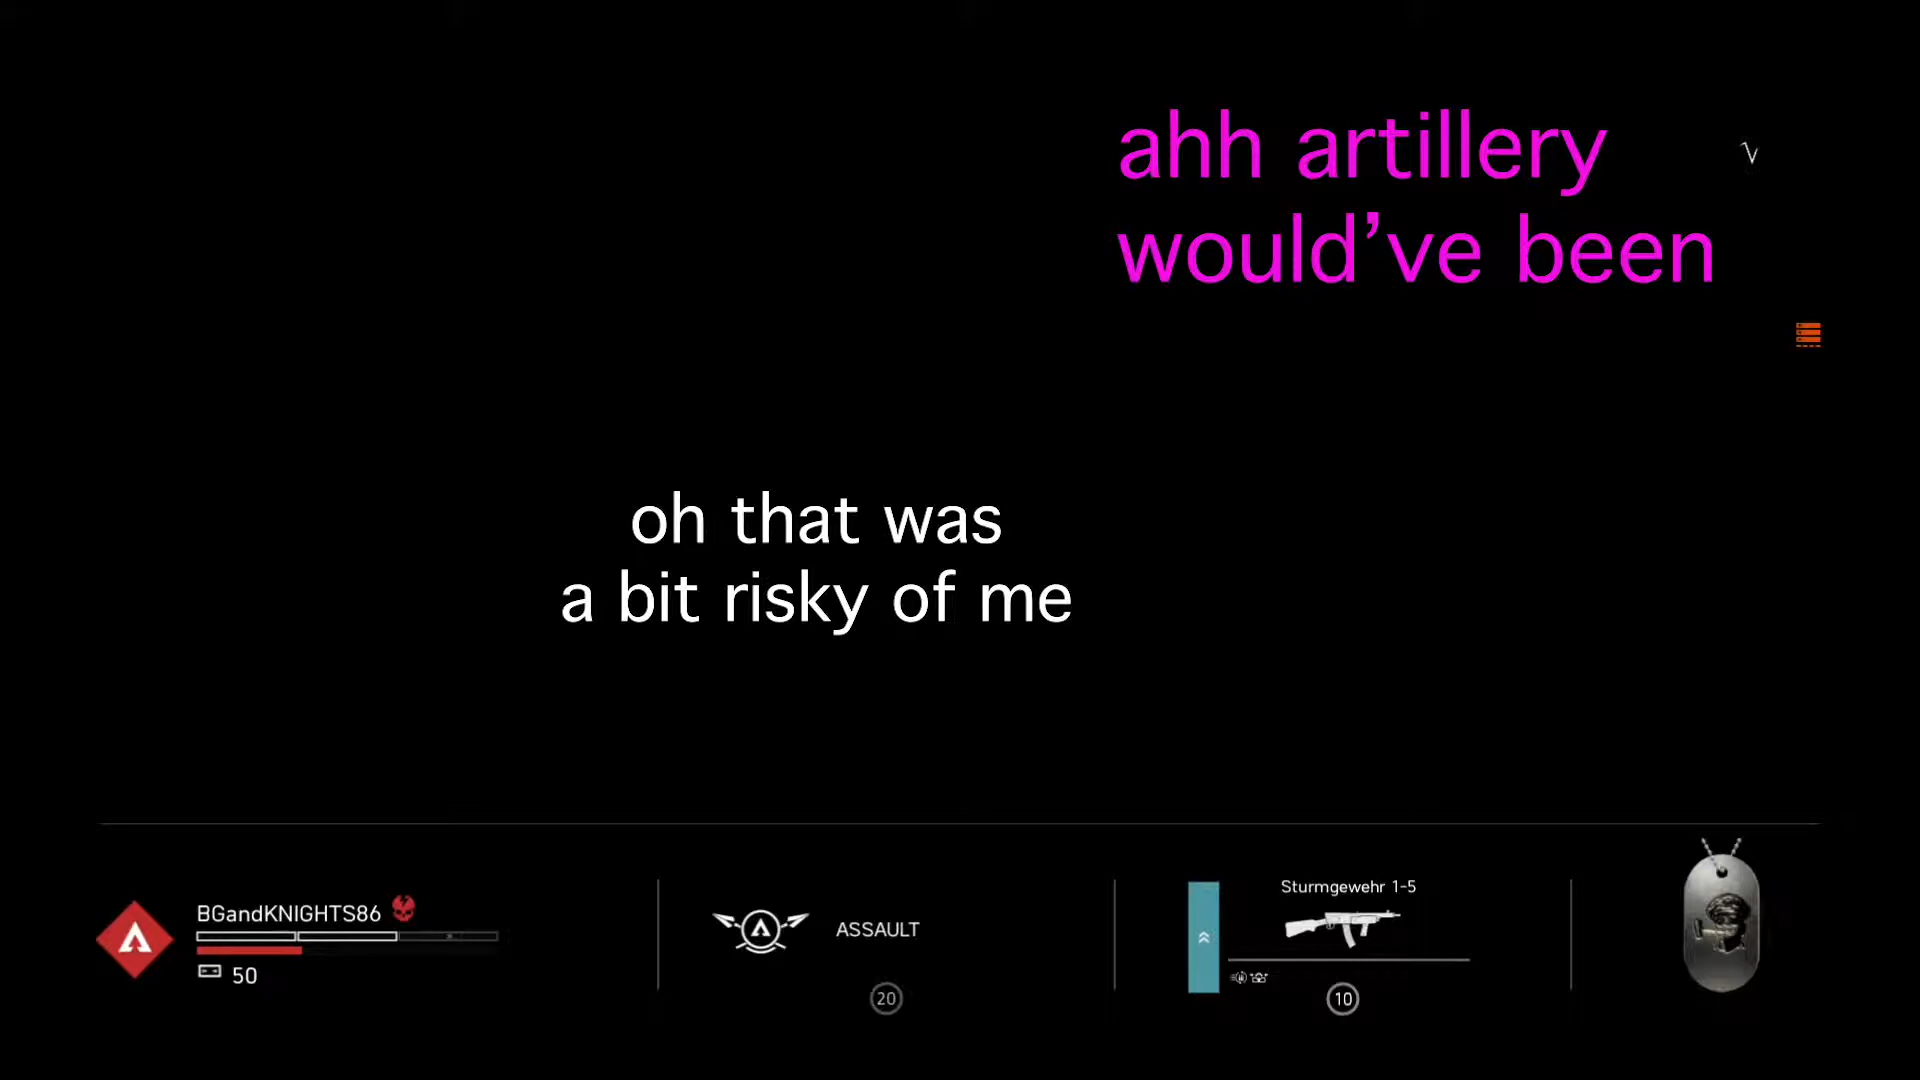 ahh artillery
would've been
oh that was
a bit risky of me
BGandKNIGHTS86
50
ASSAULT
20
Sturmgewehr 1-5
10